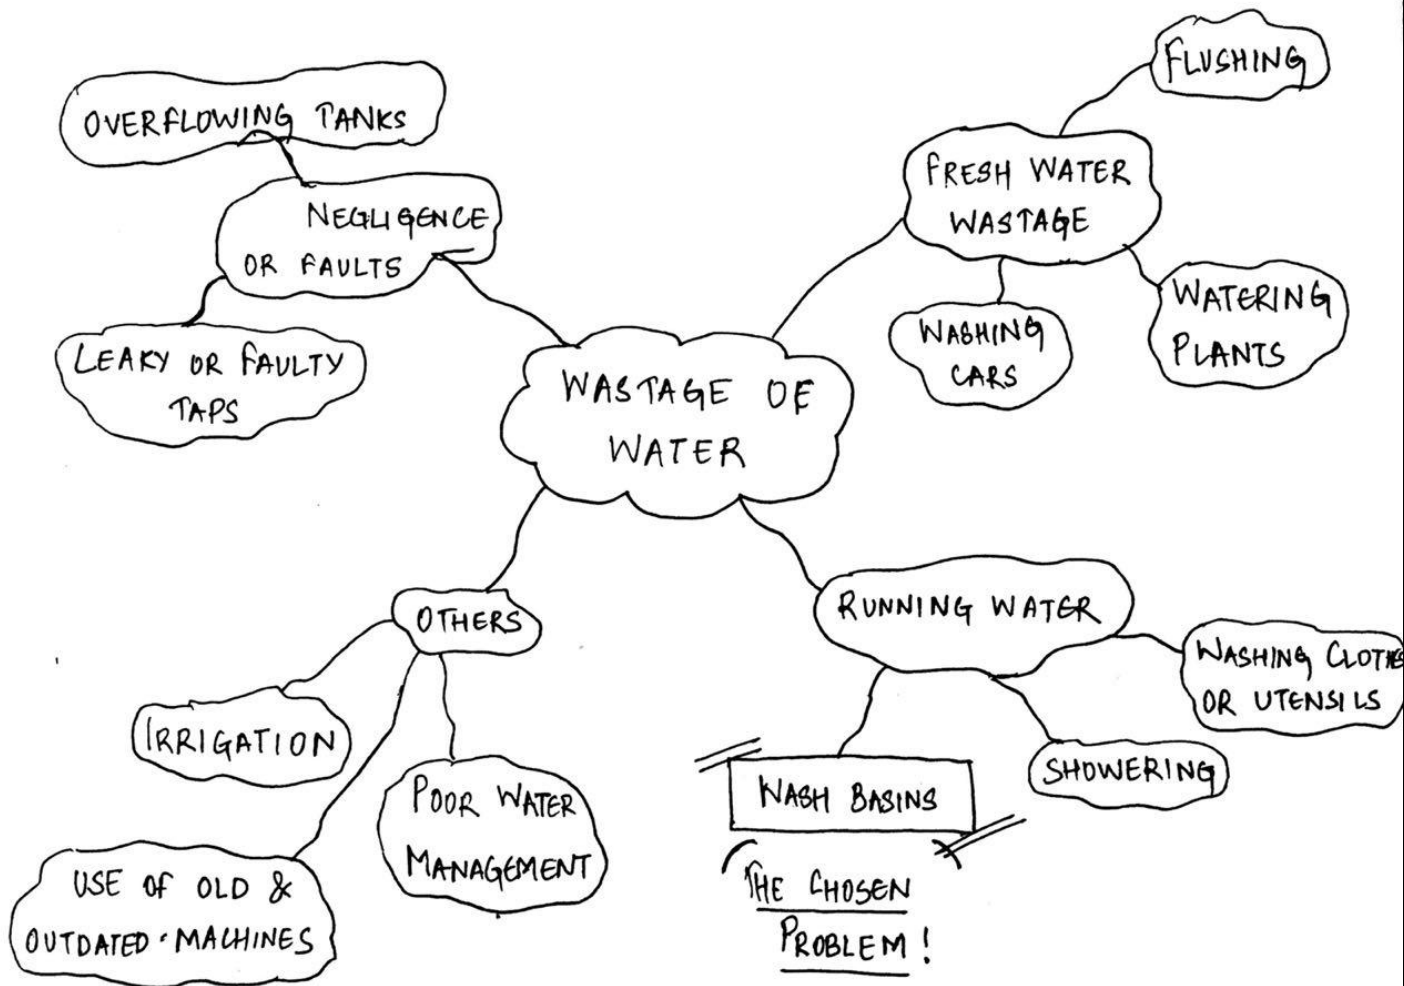 FLUSHING
OVERFLOWING TANKS
FRESH WATER
WASTAGE
NEGLIGENCE
OR FAULTS
WATERING
PLANTS
WASHING
CARS
LEAKY OR FAULTY
TAPS
WASTAGE OF
WATER
OTHERS
RUNNING WATER
WASHING CLOTHES
OR UTENSILS
IRRIGATION
SHOWERING
WASH BASINS
POOR WATER
MANAGEMENT
(THE CHOSEN)
PROBLEM!
USE OF OLD &
OUTDATED MACHINES